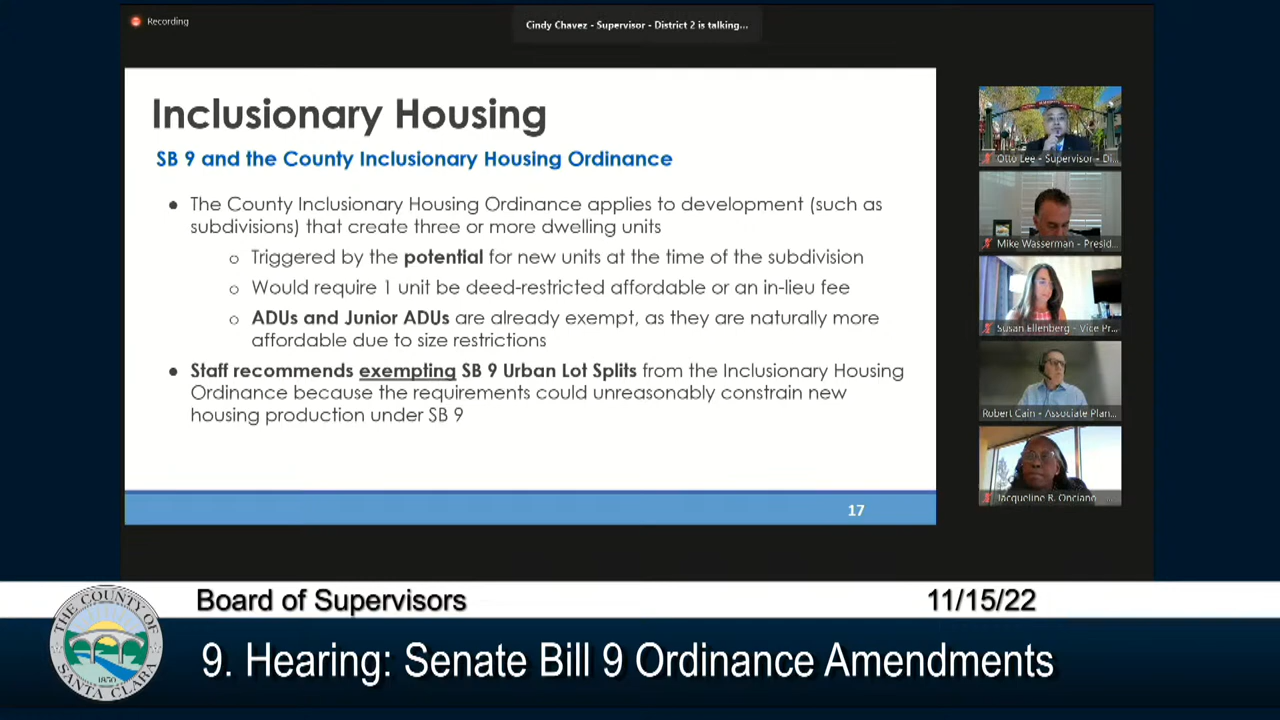 Recording
Cindy Chavez - Supervisor - District 2 is talking...
Inclusionary Housing
SB 9 and the County Inclusionary Housing Ordinance
● The County Inclusionary Housing Ordinance applies to development (such as
subdivisions) that create three or more dwelling units
o Triggered by the potential for new units at the time of the subdivision
o Would require 1 unit be deed-restricted affordable or an in-lieu fee
o ADUs and Junior ADUs are already exempt, as they are naturally more
affordable due to size restrictions
● Staff recommends exempting SB 9 Urban Lot Splits from the Inclusionary Housing
Ordinance because the requirements could unreasonably constrain new
housing production under SB 9
17
Otto Lee - Supervisor - Di...
Mike Wasserman - Presid...
Susan Ellenberg - Vice Pr...
Robert Cain - Associate Plan...
Jacqueline R. Onciano
Board of Supervisors
11/15/22
9. Hearing: Senate Bill 9 Ordinance Amendments
THE COUNTY OF
SANTA CLARA
1850